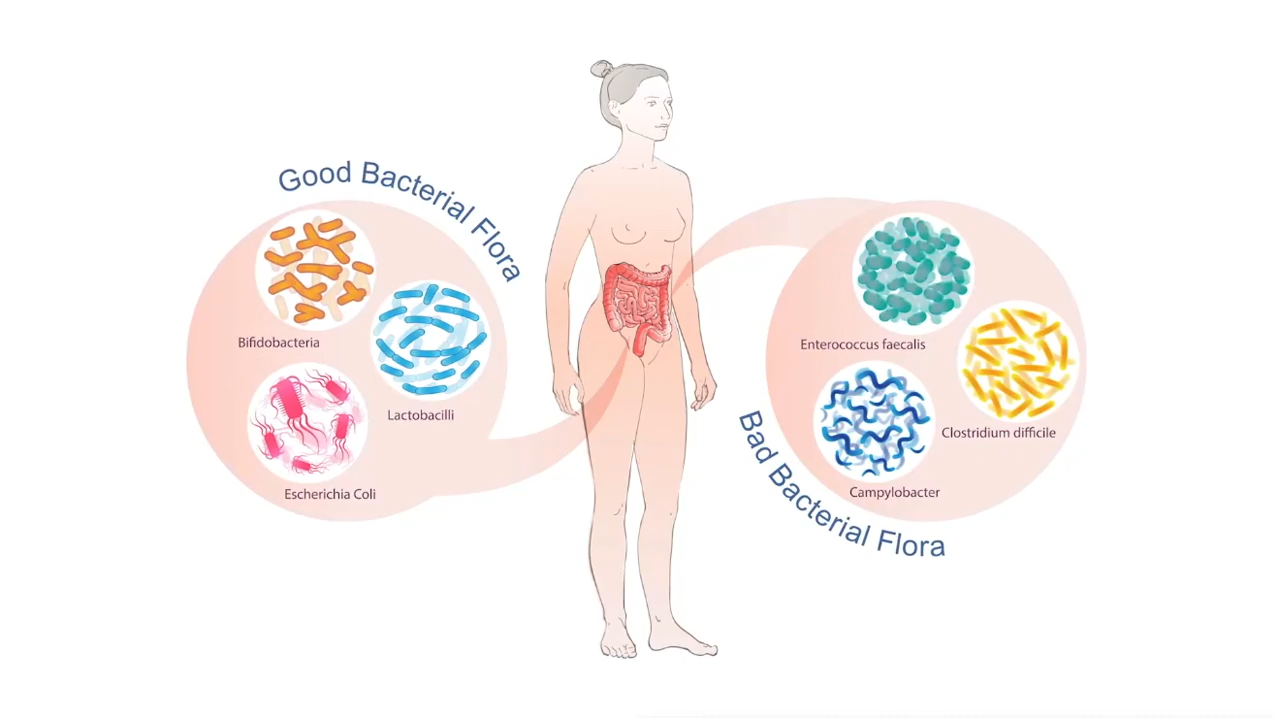 Good Bacterial Flora
Bifidobacteria
Lactobacilli
Escherichia Coli
Enterococcus faecalis
Clostridium difficile
Campylobacter
Bad Bacterial Flora